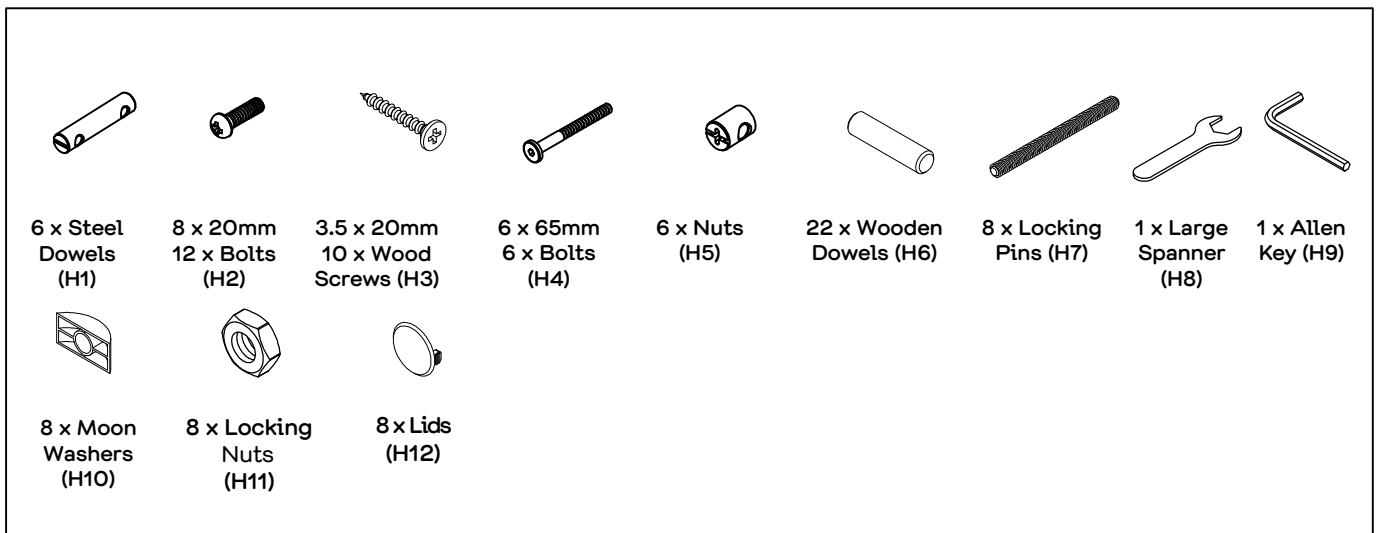 6 x Steel
Dowels
(H1)
8 x 20mm
12 x Bolts
(H2)
3.5 x 20mm
10 x Wood
Screws (H3)
6 x 65mm
6 x Bolts
(H4)
6 x Nuts
(H5)
22 x Wooden
Dowels (H6)
8 x Locking
Pins (H7)
1 x Large
Spanner
(H8)
1 x Allen
Key (H9)
8 x Moon
Washers
(H10)
8 x Locking
Nuts
(H11)
8 x Lids
(H12)